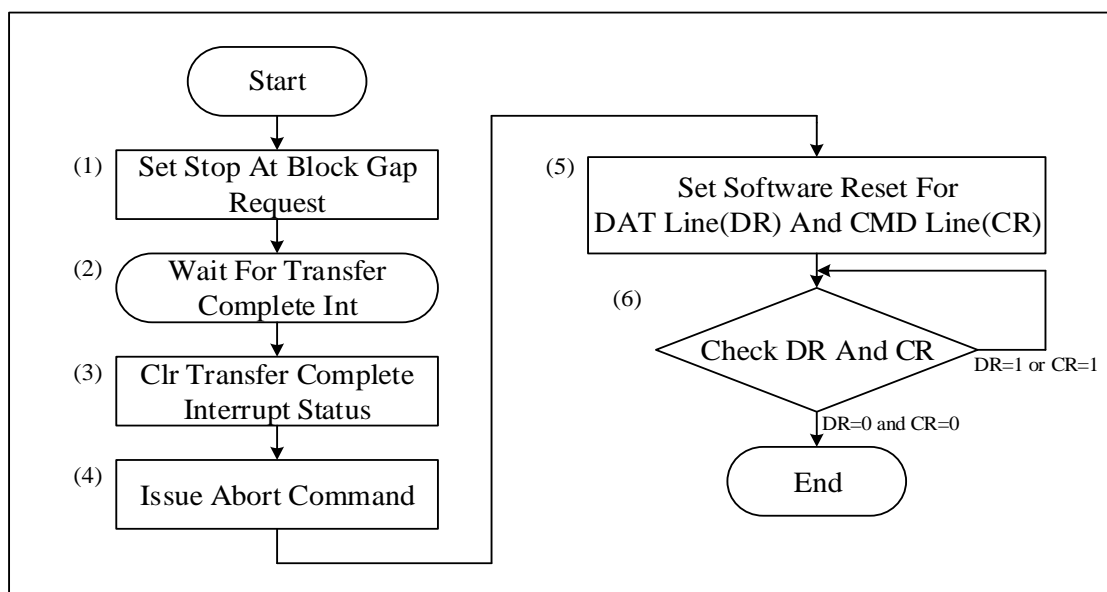 Start
(1)
Set Stop At Block Gap
Request
(2)
Wait For Transfer
Complete Int
(3)
Clr Transfer Complete
Interrupt Status
(4)
Issue Abort Command
(5)
Set Software Reset For
DAT Line(DR) And CMD Line(CR)
(6)
Check DR And CR
DR=1 or CR=1
DR=0 and CR=0
End